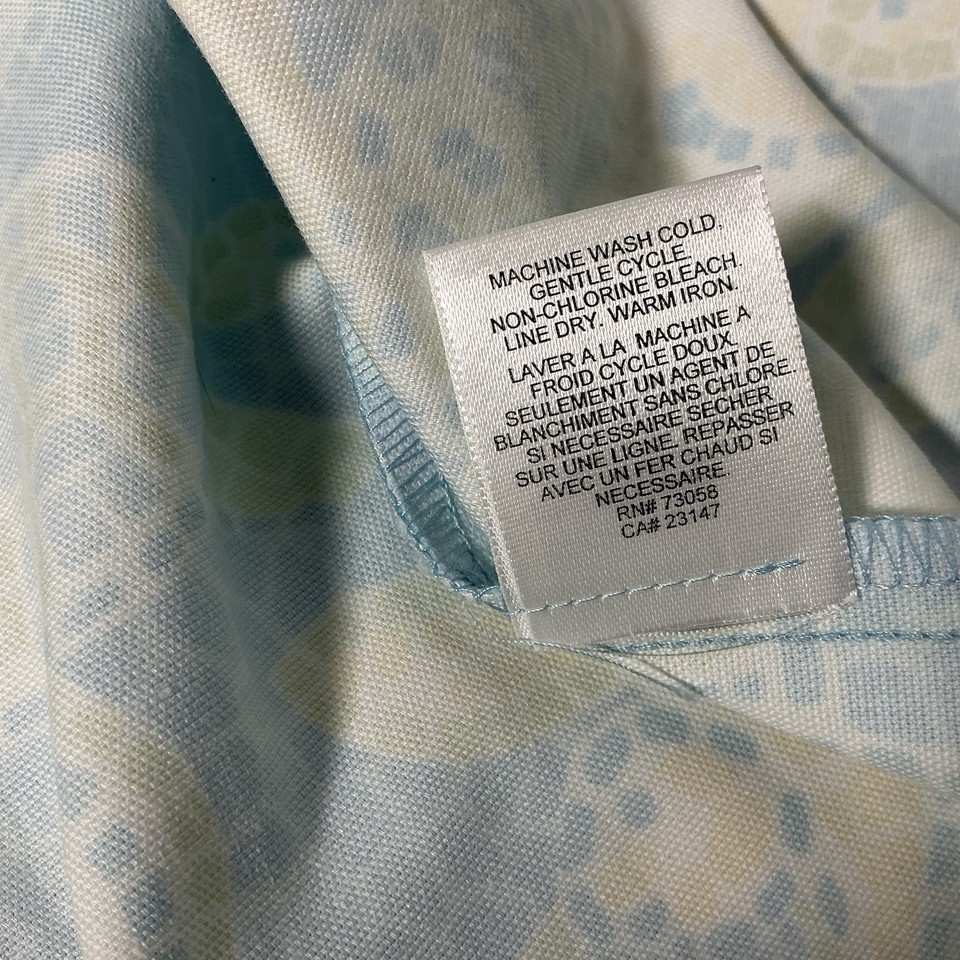 MACHINE WASH COLD.
GENTLE CYCLE.
NON-CHLORINE BLEACH.
LINE DRY. WARM IRON.
LAVER A LA MACHINE A
FROID CYCLE DOUX.
SEULEMENT UN AGENT DE
BLANCHIMENT SANS CHLORE.
SI NECESSAIRE SECHER
SUR UNE LIGNE. REPASSER
AVEC UN FER CHAUD SI
NECESSAIRE.
RN# 73058
CA# 23147